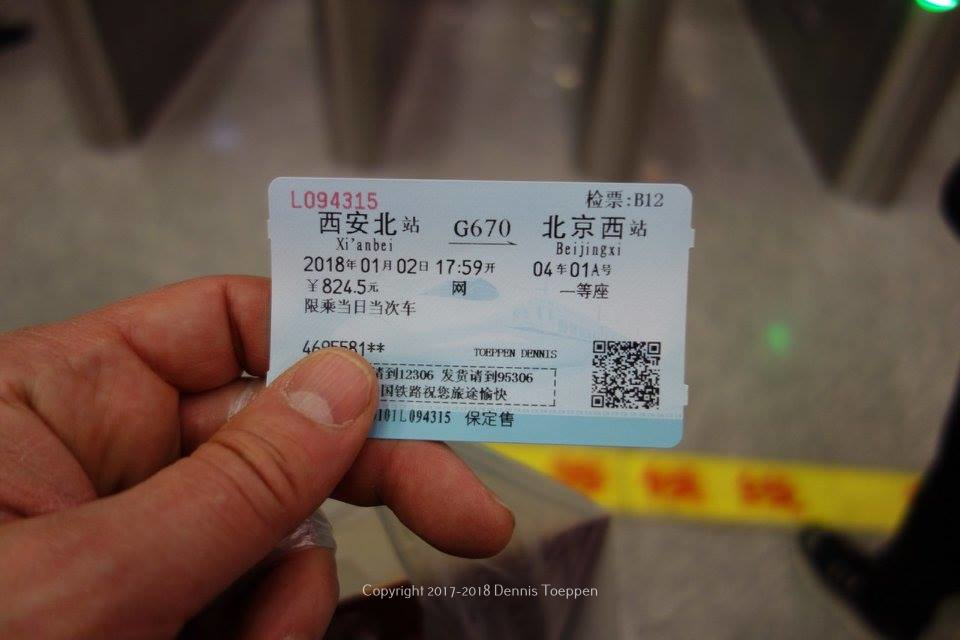 L094315 检票:B12
西安北站 G670 北京西站
Xi'anbei Beijingxi
2018年01月02日 17:59开 04车01A号
￥824.5元 网 一等座
限乘当日当次车
TOEPPEN DENNIS
请到12306 发货请到95306
国铁路祝您旅途愉快
101L094315 保定售
Copyright 2017-2018 Dennis Toeppen